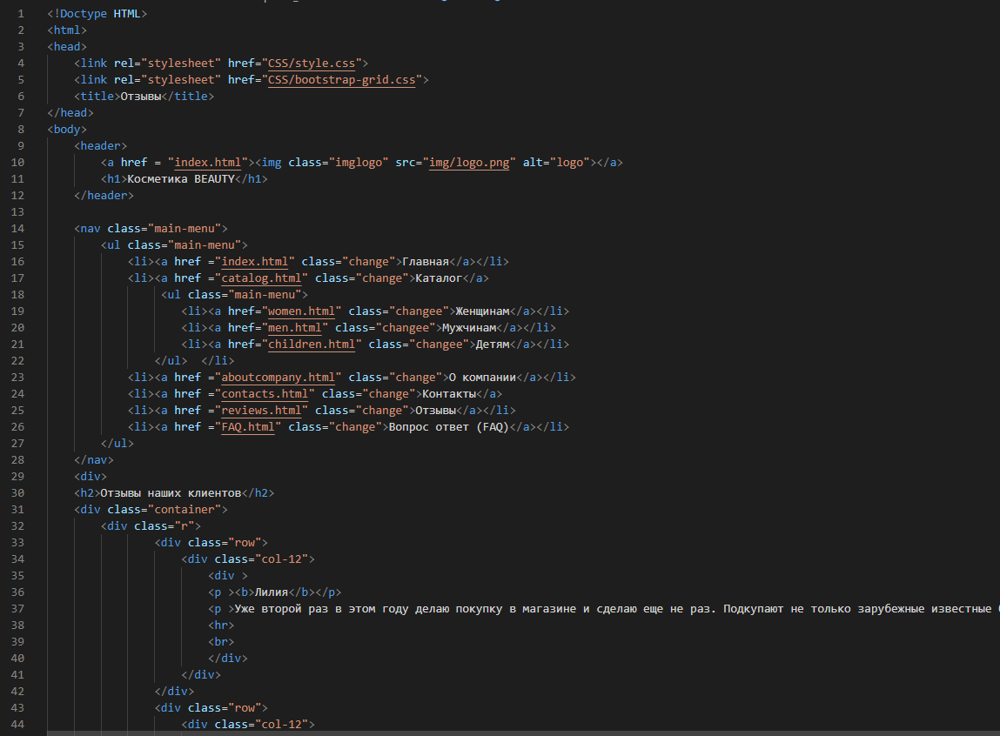 1 <!Doctype HTML>
2 <html>
3 <head>
4 <link rel="stylesheet" href="CSS/style.css">
5 <link rel="stylesheet" href="CSS/bootstrap-grid.css">
6 <title>Отзывы</title>
7 </head>
8 <body>
9 <header>
10 <a href = "index.html"><img class="imglogo" src="img/logo.png" alt="logo"></a>
11 <h1>Косметика BEAUTY</h1>
12 </header>
13
14 <nav class="main-menu">
15 <ul class="main-menu">
16 <li><a href ="index.html" class="change">Главная</a></li>
17 <li><a href ="catalog.html" class="change">Каталог</a>
18 <ul class="main-menu">
19 <li><a href="women.html" class="changee">Женщинам</a></li>
20 <li><a href="men.html" class="changee">Мужчинам</a></li>
21 <li><a href="children.html" class="changee">Детям</a></li>
22 </ul>  </li>
23 <li><a href ="aboutcompany.html" class="change">О компании</a></li>
24 <li><a href ="contacts.html" class="change">Контакты</a>
25 <li><a href ="reviews.html" class="change">Отзывы</a></li>
26 <li><a href ="FAQ.html" class="change">Вопрос ответ (FAQ)</a></li>
27 </ul>
28 </nav>
29 <div>
30 <h2>Отзывы наших клиентов</h2>
31 <div class="container">
32 <div class="r">
33 <div class="row">
34 <div class="col-12">
35 <div >
36 <p ><b>Лилия</b></p>
37 <p >Уже второй раз в этом году делаю покупку в магазине и сделаю еще не раз. Подкупают не только зарубежные известные
38 <hr>
39 <br>
40 </div>
41 </div>
42 </div>
43 <div class="row">
44 <div class="col-12">